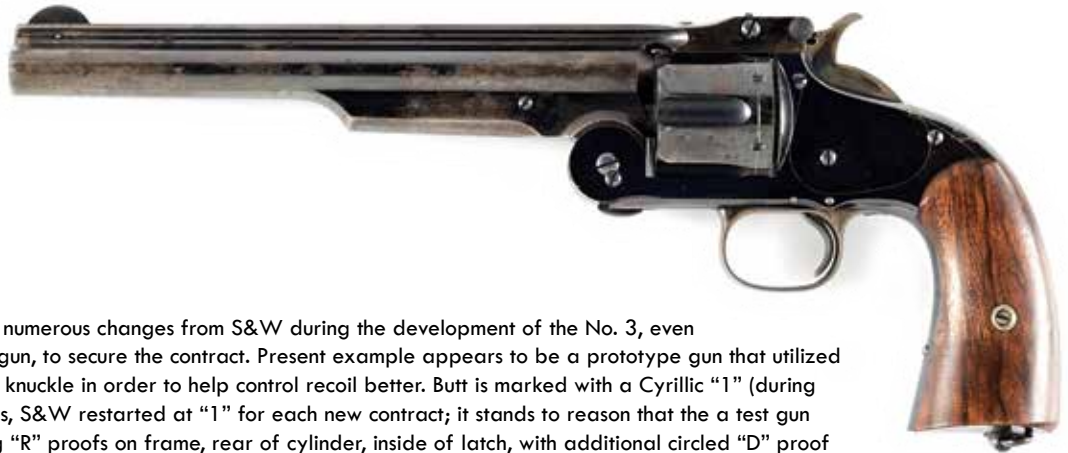 numerous changes from S&W during the development of the No. 3, even
gun, to secure the contract. Present example appears to be a prototype gun that utilized
knuckle in order to help control recoil better. Butt is marked with a Cyrillic “1” (during
s, S&W restarted at “1” for each new contract; it stands to reason that the a test gun
g “R” proofs on frame, rear of cylinder, inside of latch, with additional circled “D” proof